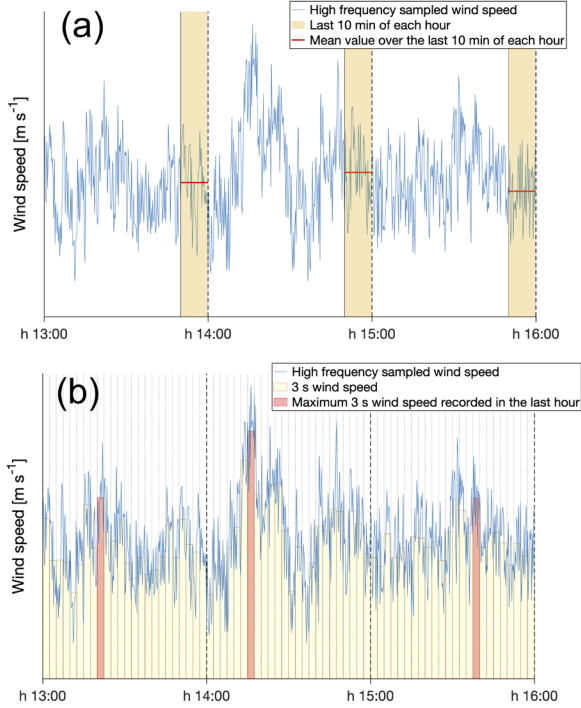 (a)
High frequency sampled wind speed
Last 10 min of each hour
Mean value over the last 10 min of each hour
Wind speed [m s⁻¹]
h 13:00 h 14:00 h 15:00 h 16:00
(b)
High frequency sampled wind speed
3 s wind speed
Maximum 3 s wind speed recorded in the last hour
Wind speed [m s⁻¹]
h 13:00 h 14:00 h 15:00 h 16:00